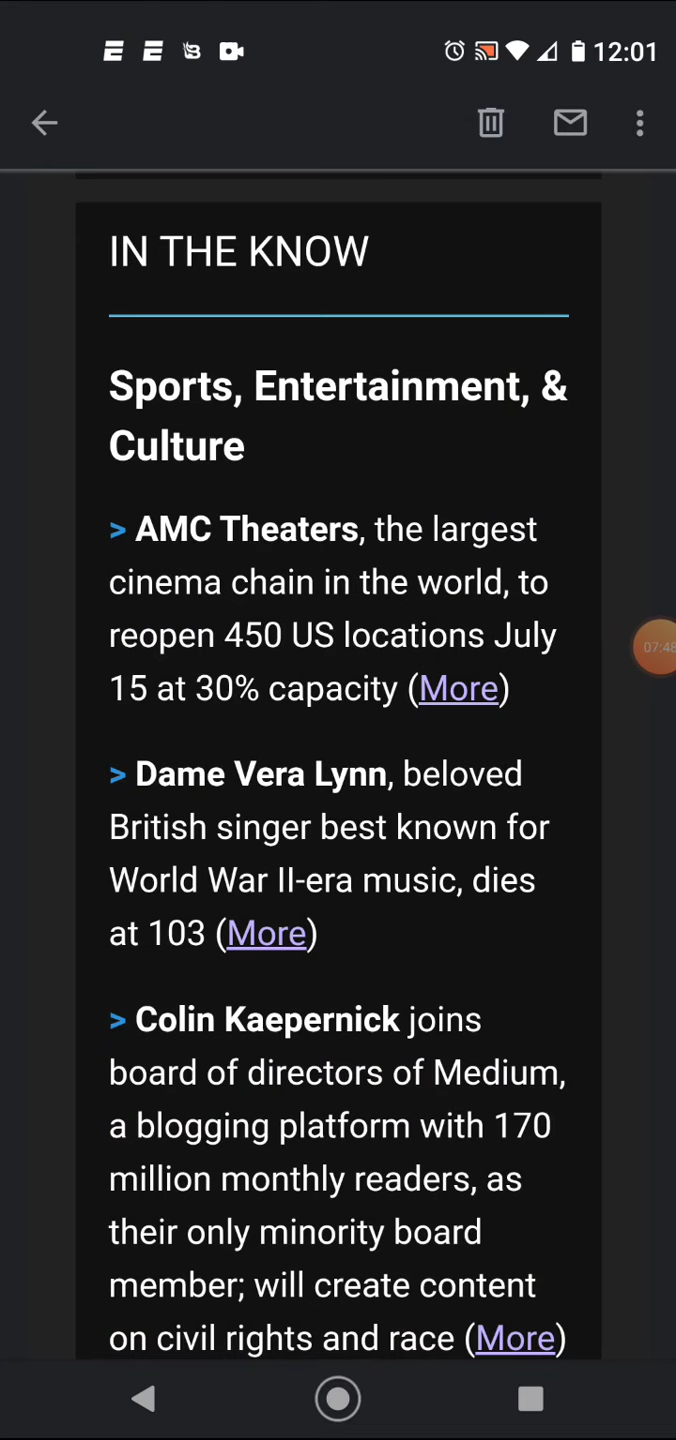 12:01
IN THE KNOW
Sports, Entertainment, &
Culture
> AMC Theaters, the largest
cinema chain in the world, to
reopen 450 US locations July
15 at 30% capacity (More)
> Dame Vera Lynn, beloved
British singer best known for
World War II-era music, dies
at 103 (More)
> Colin Kaepernick joins
board of directors of Medium,
a blogging platform with 170
million monthly readers, as
their only minority board
member; will create content
on civil rights and race (More)
07:48